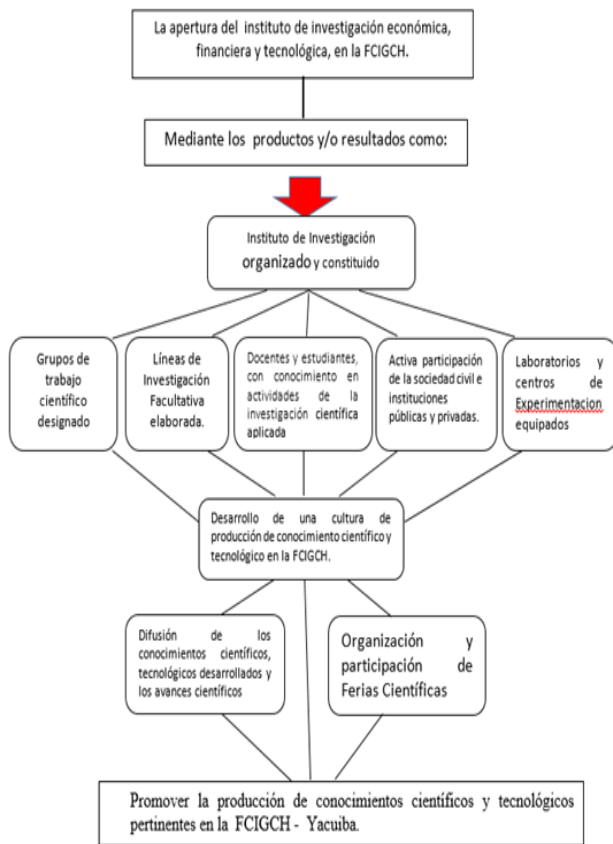 La apertura del instituto de investigación económica,
financiera y tecnológica, en la FCIGCH.
Mediante los productos y/o resultados como:
Instituto de Investigación
organizado y constituido
Grupos de
trabajo
científico
designado
Líneas de
Investigación
Facultativa
elaborada.
Docentes y estudiantes,
con conocimiento en
actividades de la
investigación científica
aplicada
Activa participación
de la sociedad civil e
instituciones
públicas y privadas.
Laboratorios y
centros de
Experimentacion
equipados
Desarrollo de una cultura de
producción de conocimiento científico y
tecnológico en la FCIGCH.
Difusión de los
conocimientos científicos,
tecnológicos desarrollados y
los avances científicos
Organización y
participación de
Ferias Científicas
Promover la producción de conocimientos científicos y tecnológicos
pertinentes en la FCIGCH - Yacuiba.